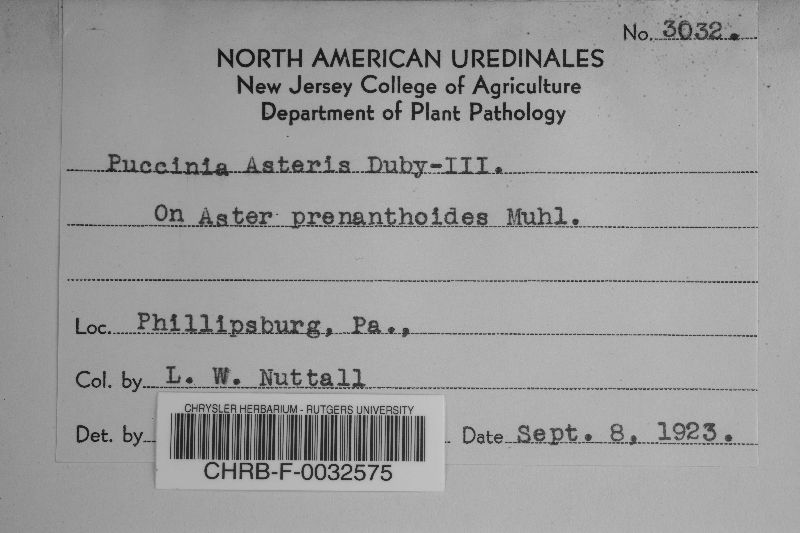 No. 3032.
NORTH AMERICAN UREDINALES
New Jersey College of Agriculture
Department of Plant Pathology
Puccinia Asteris Duby-III.
On Aster prenanthoides Muhl.
Loc. Phillipsburg, Pa.,
Col. by L. W. Nuttall
Det. by Date Sept. 8, 1923.
CHRYSLER HERBARIUM - RUTGERS UNIVERSITY
CHRB-F-0032575